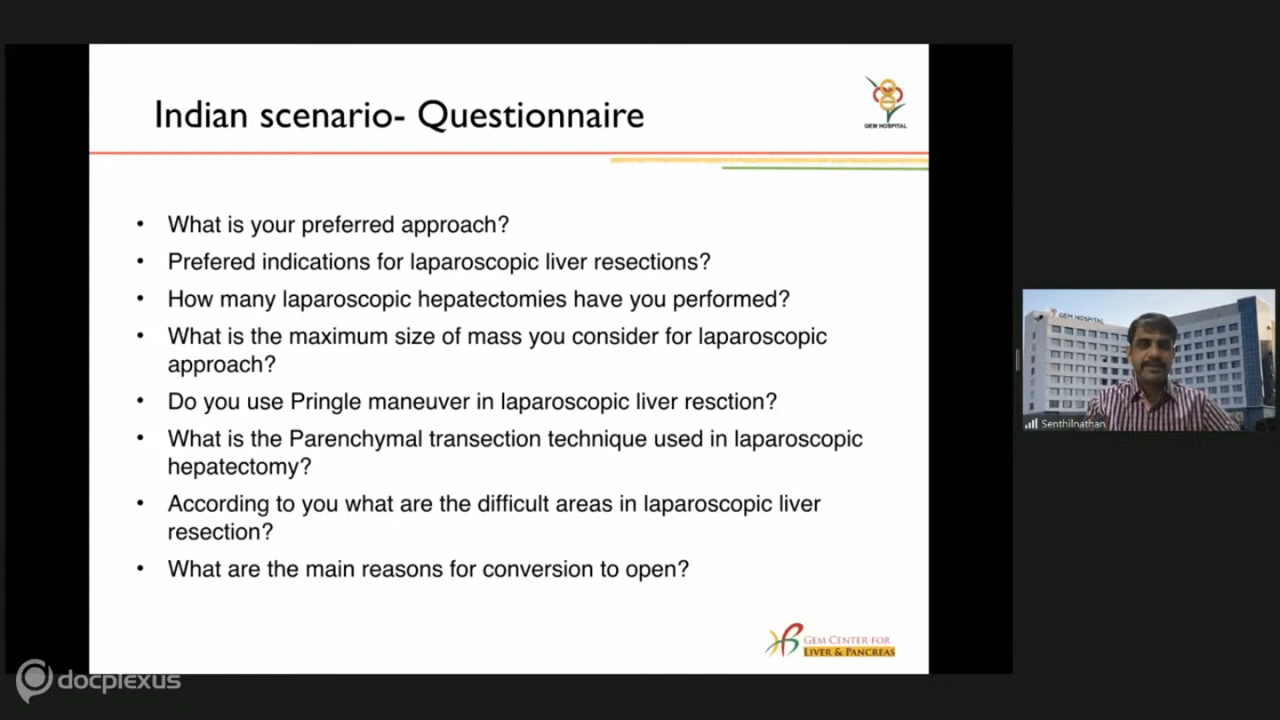 Indian scenario- Questionnaire
GEM HOSPITAL
• What is your preferred approach?
• Prefered indications for laparoscopic liver resections?
• How many laparoscopic hepatectomies have you performed?
• What is the maximum size of mass you consider for laparoscopic
approach?
• Do you use Pringle maneuver in laparoscopic liver resction?
• What is the Parenchymal transection technique used in laparoscopic
hepatectomy?
• According to you what are the difficult areas in laparoscopic liver
resection?
• What are the main reasons for conversion to open?
GEM CENTER FOR
LIVER & PANCREAS
GEM HOSPITAL
Senthilnathan
docplexus